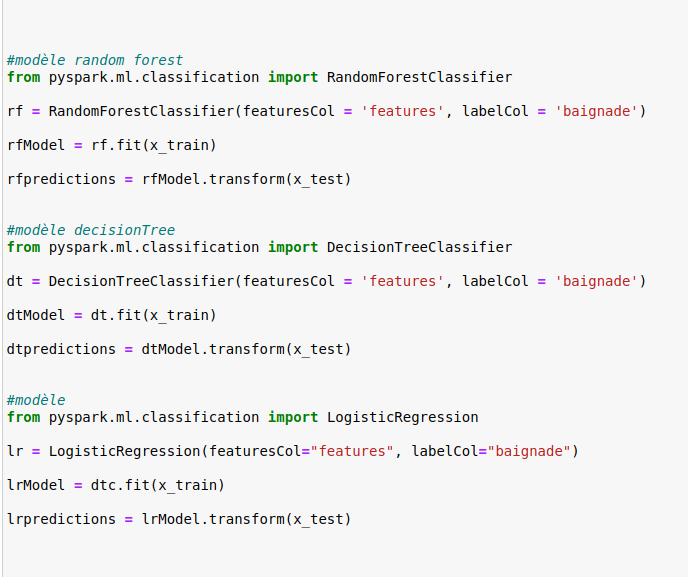 #modèle random forest
from pyspark.ml.classification import RandomForestClassifier
rf = RandomForestClassifier(featuresCol = 'features', labelCol = 'baignade')
rfModel = rf.fit(x_train)
rfpredictions = rfModel.transform(x_test)
#modèle decisionTree
from pyspark.ml.classification import DecisionTreeClassifier
dt = DecisionTreeClassifier(featuresCol = 'features', labelCol = 'baignade')
dtModel = dt.fit(x_train)
dtpredictions = dtModel.transform(x_test)
#modèle
from pyspark.ml.classification import LogisticRegression
lr = LogisticRegression(featuresCol="features", labelCol="baignade")
lrModel = dtc.fit(x_train)
lrpredictions = lrModel.transform(x_test)